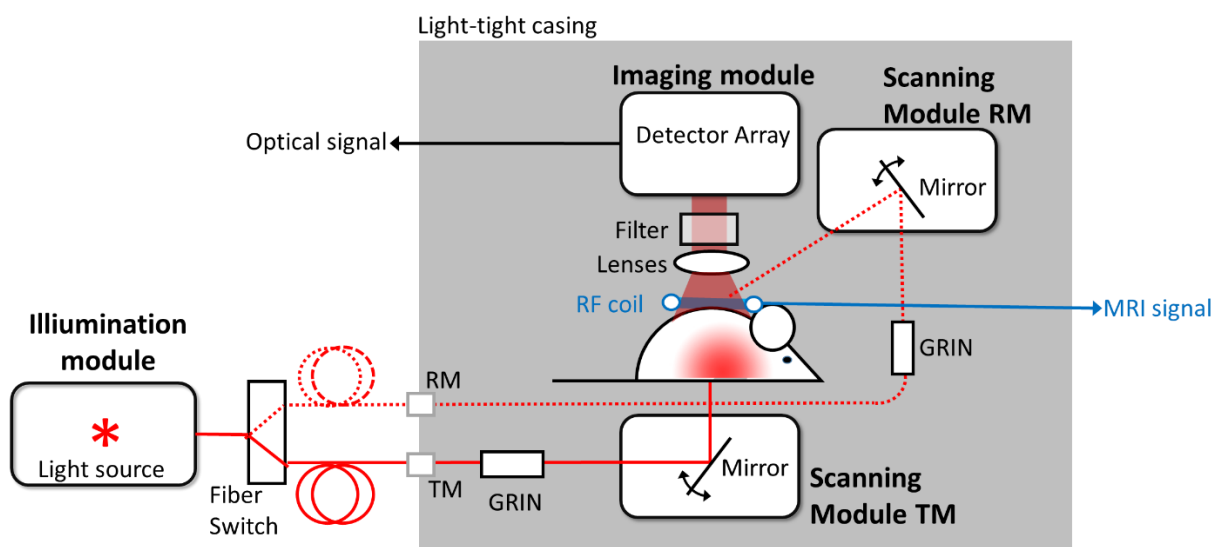 Light-tight casing
Imaging module
Detector Array
Scanning
Module RM
Mirror
Optical signal
Filter
Lenses
RF coil
MRI signal
GRIN
Illiumination
module
*
Light source
Fiber
Switch
RM
TM
GRIN
Mirror
Scanning
Module TM